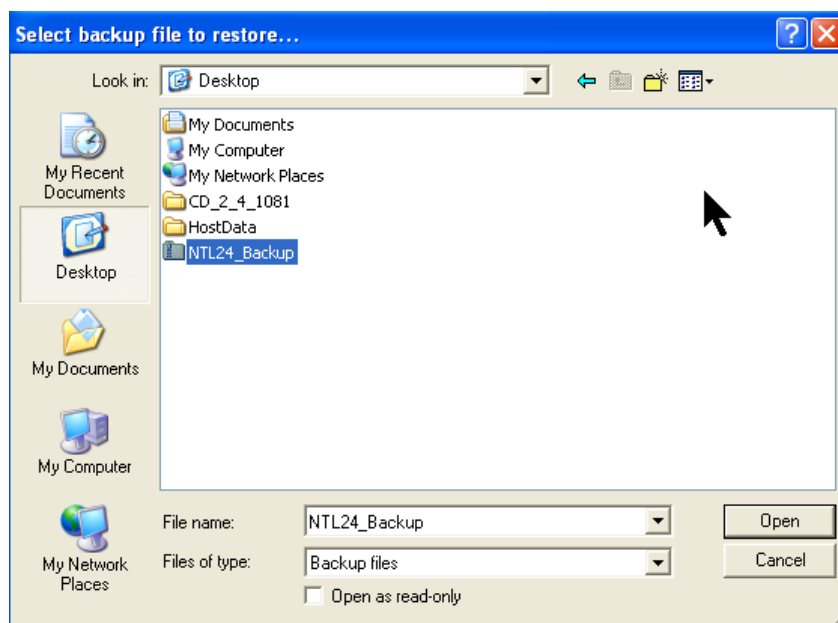 Select backup file to restore...
Look in:
Desktop
My Recent
Documents
Desktop
My Documents
My Computer
My Network
Places
My Documents
My Computer
My Network Places
CD_2_4_1081
HostData
NTL24_Backup
File name:
NTL24_Backup
Open
Files of type:
Backup files
Cancel
Open as read-only